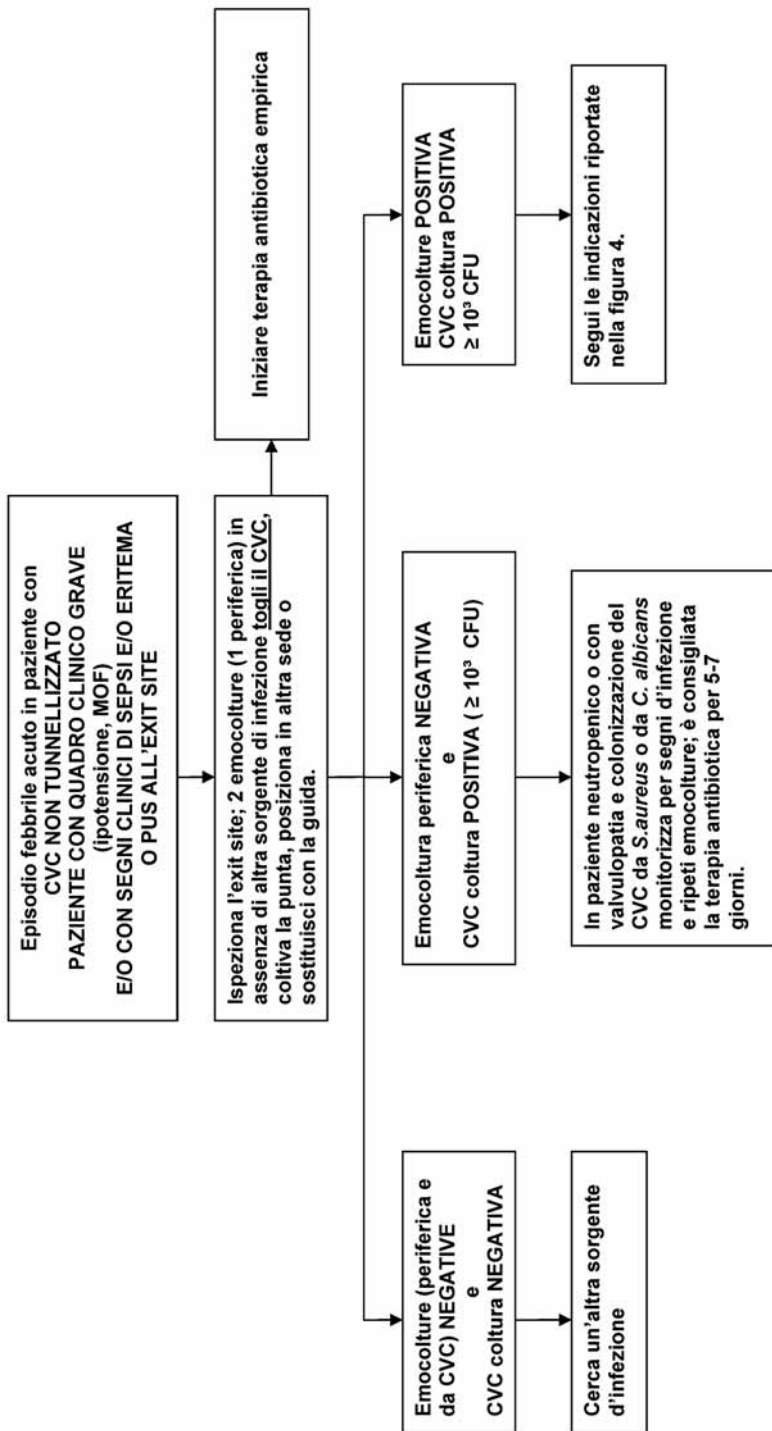 Episodio febbrile acuto in paziente con
CVC NON TUNNELLIZZATO
PAZIENTE CON QUADRO CLINICO GRAVE
(ipotensione, MOF)
E/O CON SEGNI CLINICI DI SEPSI E/O ERITEMA
O PUS ALL'EXIT SITE
Ispeziona l'exit site; 2 emocolture (1 periferica) in
assenza di altra sorgente di infezione togli il CVC,
coltiva la punta, posiziona in altra sede o
sostituisci con la guida.
Iniziare terapia antibiotica empirica
Emocolture (periferica e
da CVC) NEGATIVE
e
CVC coltura NEGATIVA
Cerca un'altra sorgente
d'infezione
Emocoltura periferica NEGATIVA
e
CVC coltura POSITIVA ( ≥ 10³ CFU)
In paziente neutropenico o con
valvulopatia e colonizzazione del
CVC da S.aureus o da C. albicans
monitorizza per segni d'infezione
e ripeti emocolture; è consigliata
la terapia antibiotica per 5-7
giorni.
Emocolture POSITIVA
CVC coltura POSITIVA
≥ 10³ CFU
Segui le indicazioni riportate
nella figura 4.